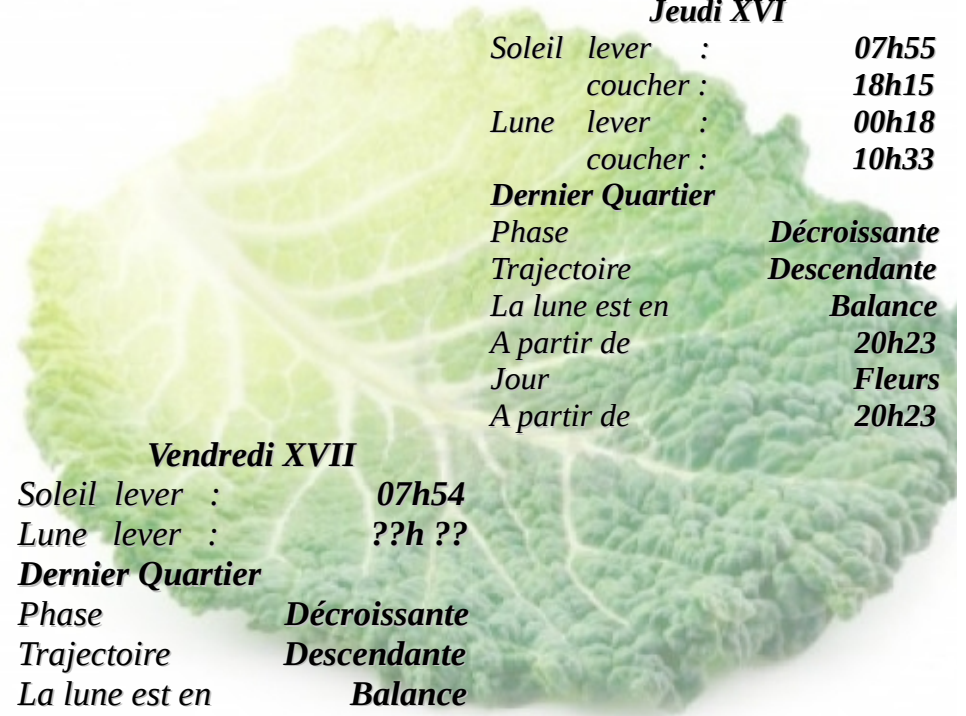 Jeudi XVI
Soleil lever : 07h55
coucher : 18h15
Lune lever : 00h18
coucher : 10h33
Dernier Quartier
Phase Décroissante
Trajectoire Descendante
La lune est en Balance
A partir de 20h23
Jour Fleurs
A partir de 20h23
Vendredi XVII
Soleil lever : 07h54
Lune lever : ??h ??
Dernier Quartier
Phase Décroissante
Trajectoire Descendante
La lune est en Balance